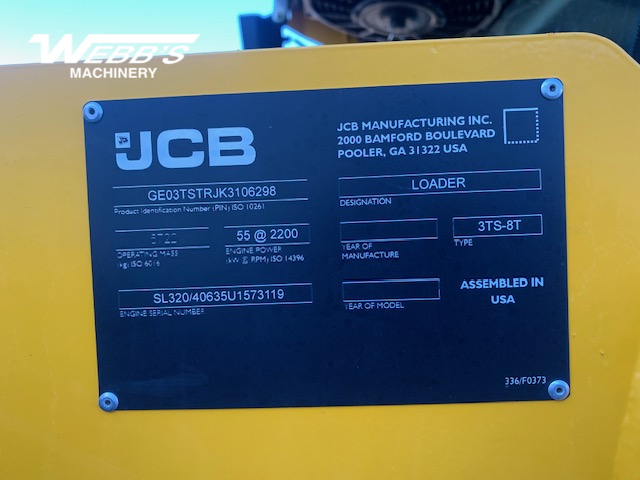 WEBB'S
MACHINERY
JCB
JCB MANUFACTURING INC.
2000 BAMFORD BOULEVARD
POOLER, GA 31322 USA
GE03TSTRJK3106298
Product Identification Number (PIN) ISO 10261
LOADER
DESIGNATION
OPERATING MASS
(kg) ISO 6016
55 @ 2200
ENGINE POWER
(kW @ RPM) ISO 14396
YEAR OF
MANUFACTURE
3TS-8T
TYPE
SL320/40635U1573119
ENGINE SERIAL NUMBER
YEAR OF MODEL
ASSEMBLED IN
USA
336/F0373